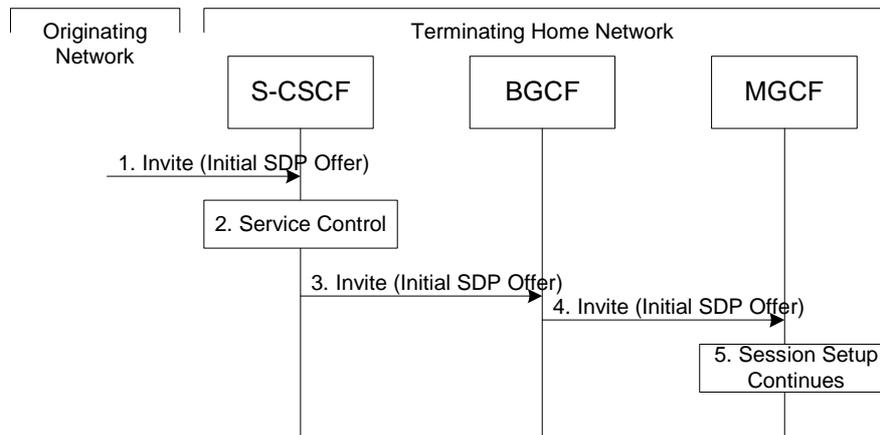 Originating
Network
Terminating Home Network
S-CSCF
BGCF
MGCF
1. Invite (Initial SDP Offer)
2. Service Control
3. Invite (Initial SDP Offer)
4. Invite (Initial SDP Offer)
5. Session Setup
Continues